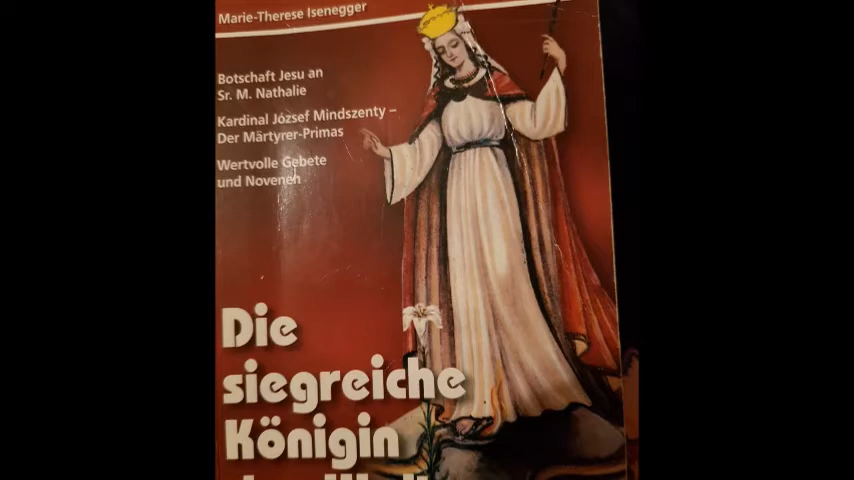 Marie-Therese Isenegger
Botschaft Jesu an
Sr. M. Nathalie
Kardinal József Mindszenty –
Der Märtyrer-Primas
Wertvolle Gebete
und Novenen
Die
siegreiche
Königin